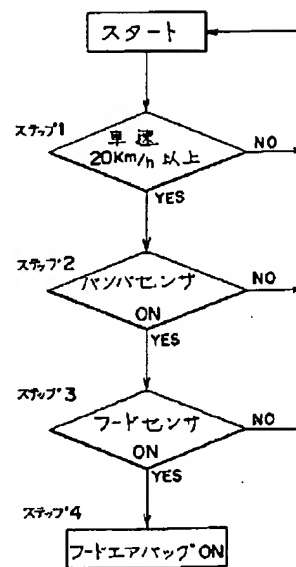 スタート
ステップ1
車速
20Km/h 以上
NO
YES
ステップ2
バンパセンサ
ON
NO
YES
ステップ3
フードセンサ
ON
NO
YES
ステップ4
フードエアバッグON